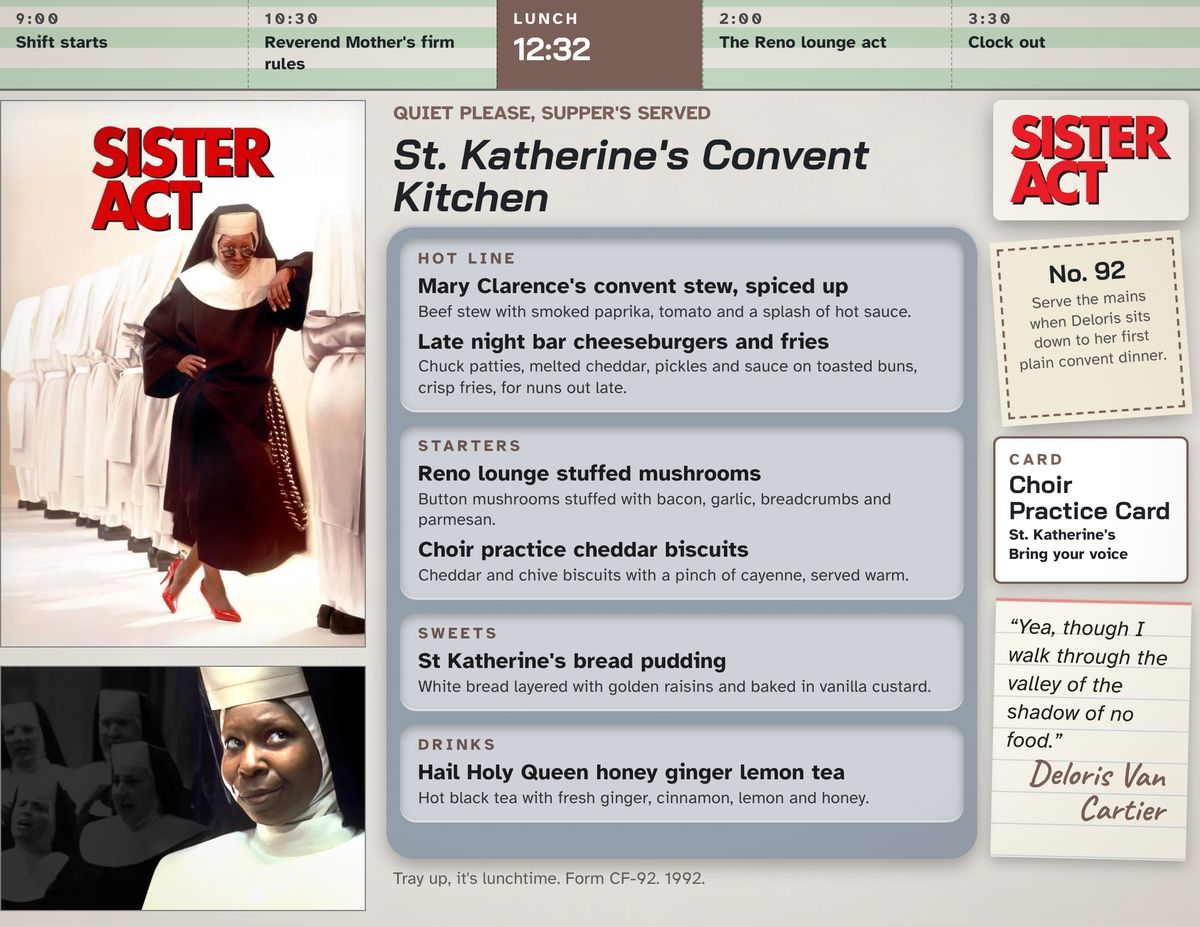 9:00
Shift starts
10:30
Reverend Mother's firm
rules
LUNCH
12:32
2:00
The Reno lounge act
3:30
Clock out
SISTER
ACT
QUIET PLEASE, SUPPER'S SERVED
St. Katherine's Convent
Kitchen
HOT LINE
Mary Clarence's convent stew, spiced up
Beef stew with smoked paprika, tomato and a splash of hot sauce.
Late night bar cheeseburgers and fries
Chuck patties, melted cheddar, pickles and sauce on toasted buns,
crisp fries, for nuns out late.
STARTERS
Reno lounge stuffed mushrooms
Button mushrooms stuffed with bacon, garlic, breadcrumbs and
parmesan.
Choir practice cheddar biscuits
Cheddar and chive biscuits with a pinch of cayenne, served warm.
SWEETS
St Katherine's bread pudding
White bread layered with golden raisins and baked in vanilla custard.
DRINKS
Hail Holy Queen honey ginger lemon tea
Hot black tea with fresh ginger, cinnamon, lemon and honey.
Tray up, it's lunchtime. Form CF-92. 1992.
SISTER
ACT
No. 92
Serve the mains
when Deloris sits
down to her first
plain convent dinner.
CARD
Choir
Practice Card
St. Katherine's
Bring your voice
“Yea, though I
walk through the
valley of the
shadow of no
food.”
Deloris Van
Cartier